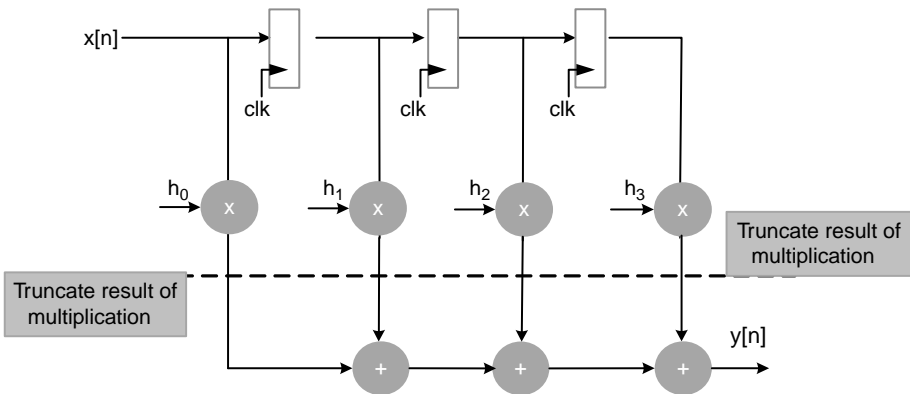 x[n]
clk
clk
clk
h0
h1
h2
h3
x
x
x
x
Truncate result of
multiplication
Truncate result of
multiplication
y[n]
+
+
+